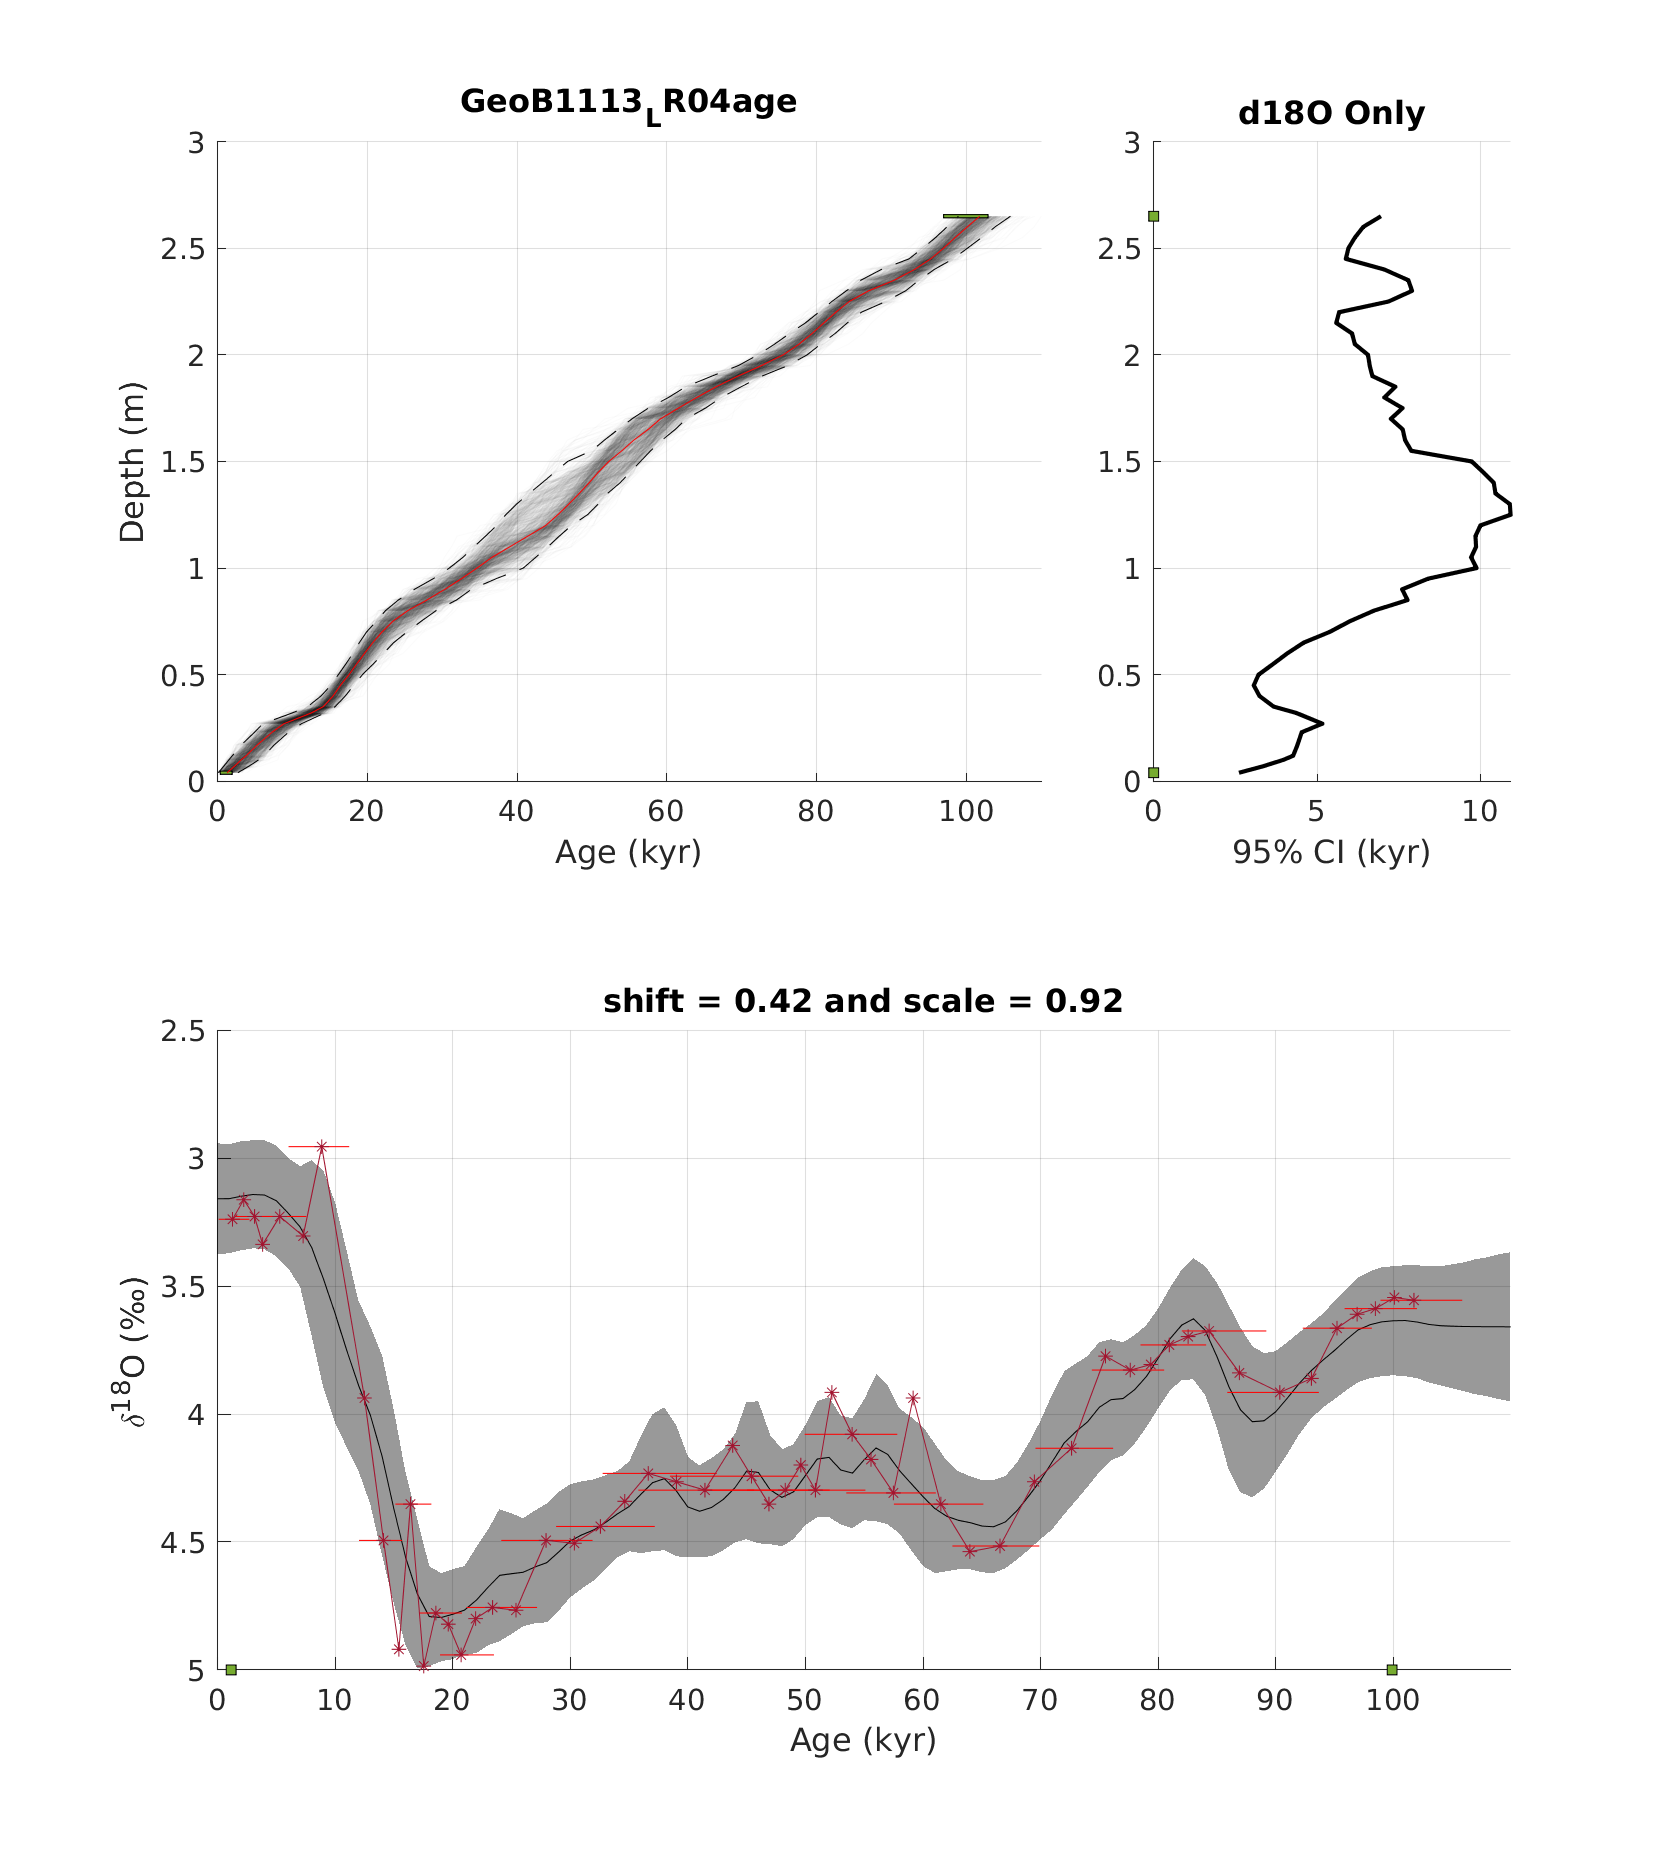 GeoB1113LR04age
3
2.5
2
1.5
1
0.5
0
0 20 40 60 80 100
Depth (m)
Age (kyr)
d18O Only
3
2.5
2
1.5
1
0.5
0
0 5 10
95% CI (kyr)
shift = 0.42 and scale = 0.92
2.5
3
3.5
4
4.5
5
0 10 20 30 40 50 60 70 80 90 100
δ18O (‰)
Age (kyr)